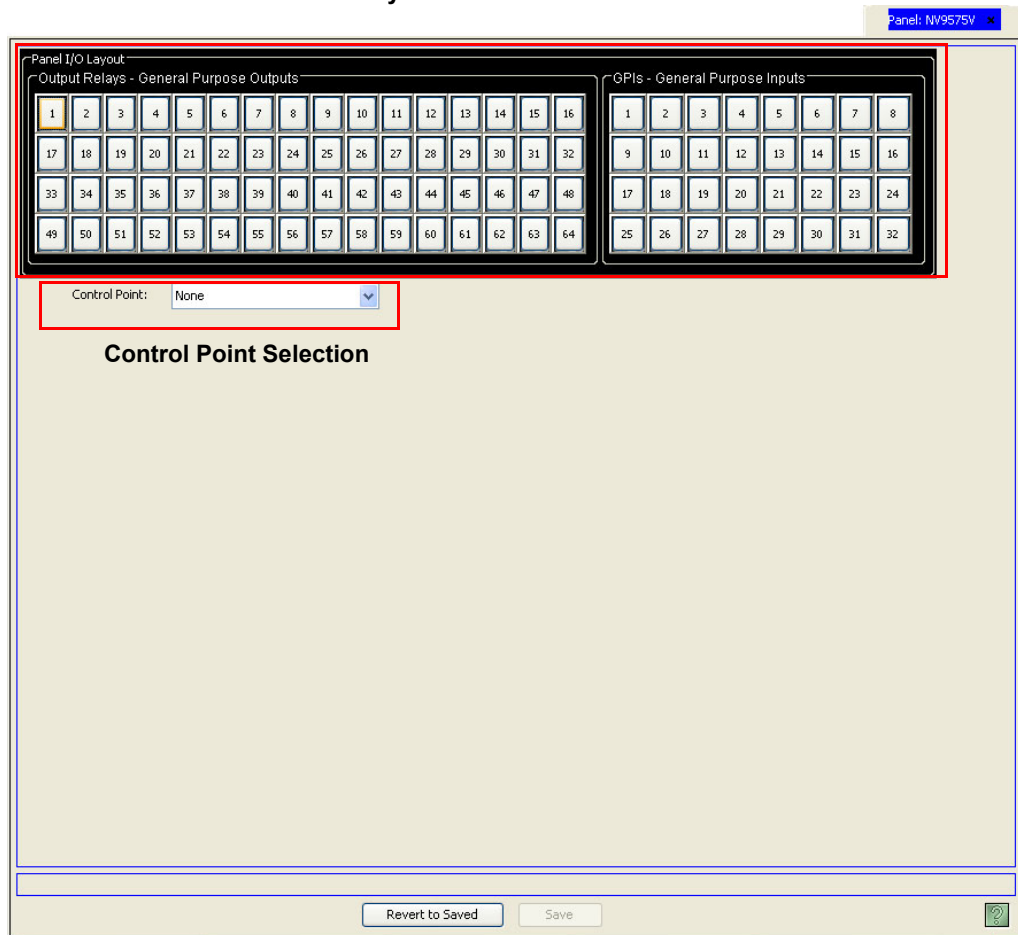 Panel: NV9575V ×
Panel I/O Layout
Output Relays - General Purpose Outputs
GPIs - General Purpose Inputs
1 2 3 4 5 6 7 8 9 10 11 12 13 14 15 16
1 2 3 4 5 6 7 8
17 18 19 20 21 22 23 24 25 26 27 28 29 30 31 32
9 10 11 12 13 14 15 16
33 34 35 36 37 38 39 40 41 42 43 44 45 46 47 48
17 18 19 20 21 22 23 24
49 50 51 52 53 54 55 56 57 58 59 60 61 62 63 64
25 26 27 28 29 30 31 32
Control Point: None
Control Point Selection
Revert to Saved Save
?